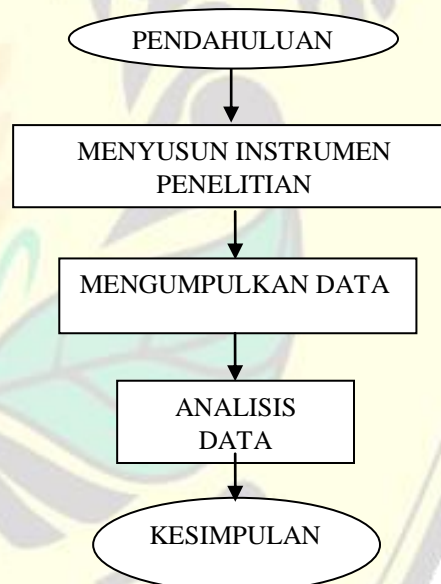 PENDAHULUAN
MENYUSUN INSTRUMEN
PENELITIAN
MENGUMPULKAN DATA
ANALISIS
DATA
KESIMPULAN